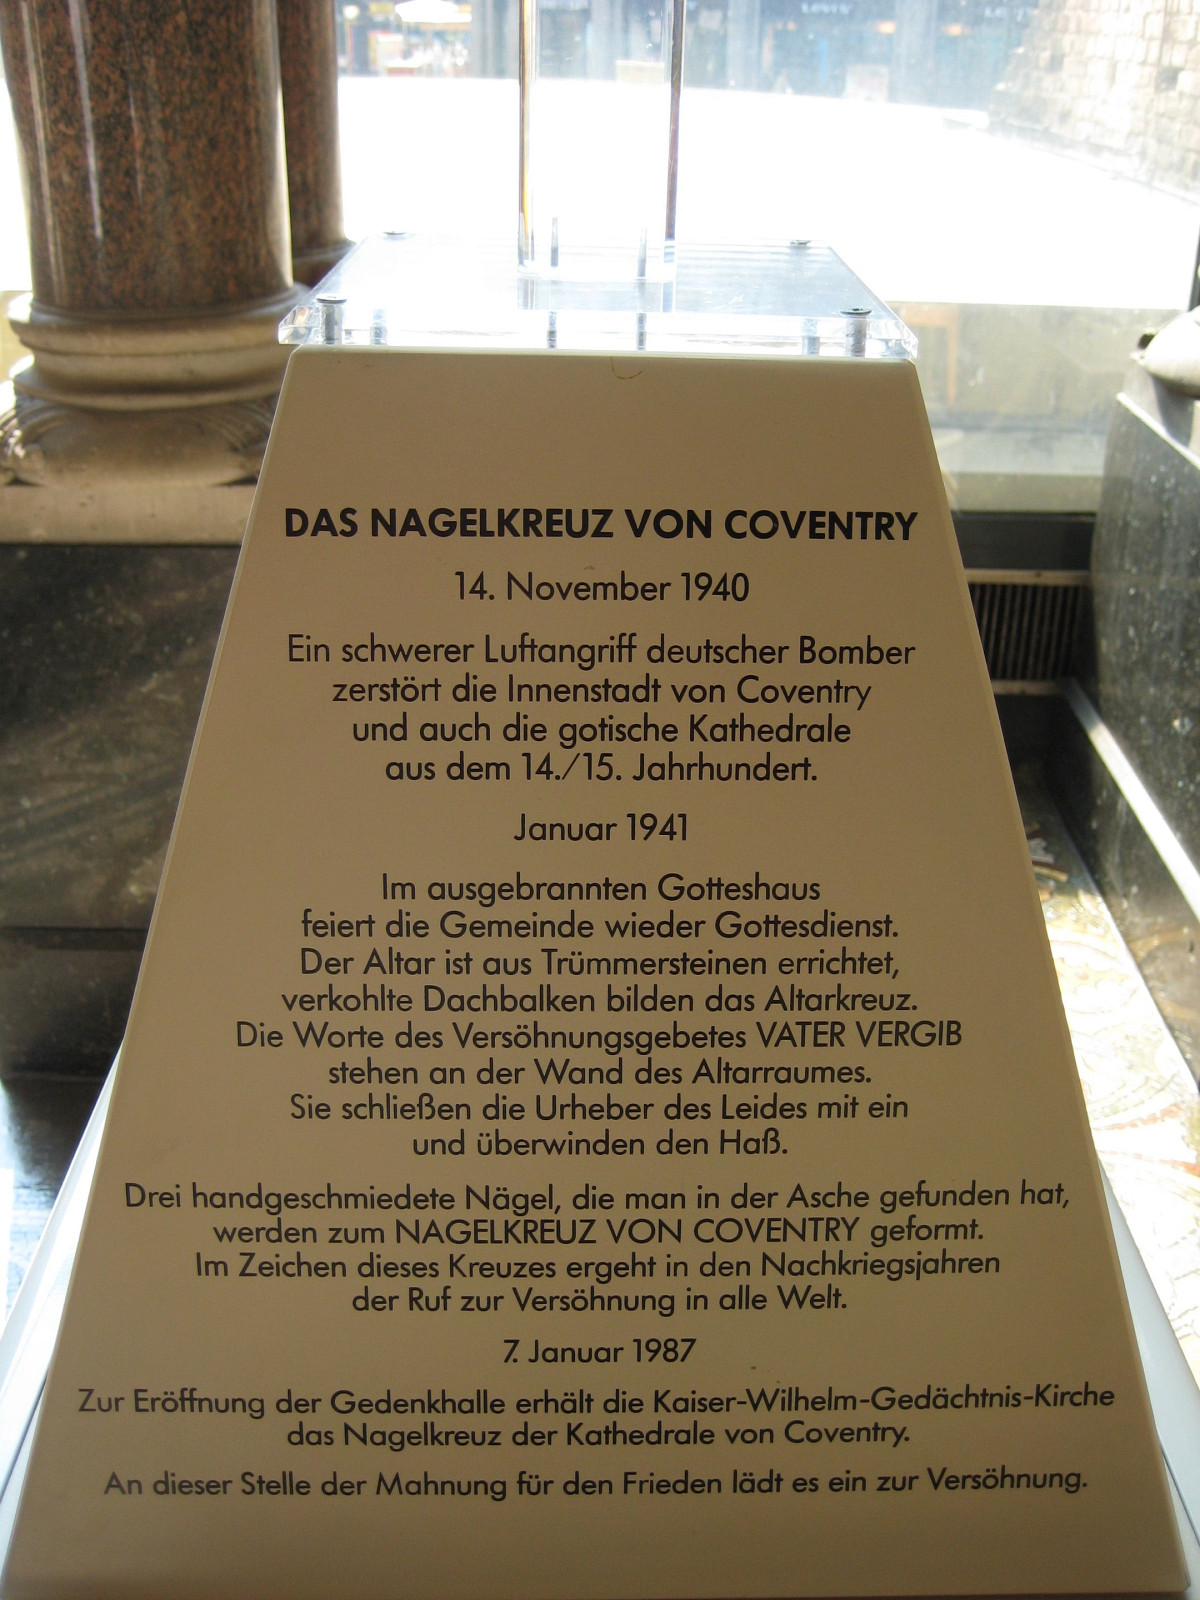 DAS NAGELKREUZ VON COVENTRY
14. November 1940
Ein schwerer Luftangriff deutscher Bomber
zerstört die Innenstadt von Coventry
und auch die gotische Kathedrale
aus dem 14./15. Jahrhundert.
Januar 1941
Im ausgebrannten Gotteshaus
feiert die Gemeinde wieder Gottesdienst.
Der Altar ist aus Trümmersteinen errichtet,
verkohlte Dachbalken bilden das Altarkreuz.
Die Worte des Versöhnungsgebetes VATER VERGIB
stehen an der Wand des Altarraumes.
Sie schließen die Urheber des Leides mit ein
und überwinden den Haß.
Drei handgeschmiedete Nägel, die man in der Asche gefunden hat,
werden zum NAGELKREUZ VON COVENTRY geformt.
Im Zeichen dieses Kreuzes ergeht in den Nachkriegsjahren
der Ruf zur Versöhnung in alle Welt.
7. Januar 1987
Zur Eröffnung der Gedenkhalle erhält die Kaiser-Wilhelm-Gedächtnis-Kirche
das Nagelkreuz der Kathedrale von Coventry.
An dieser Stelle der Mahnung für den Frieden lädt es ein zur Versöhnung.